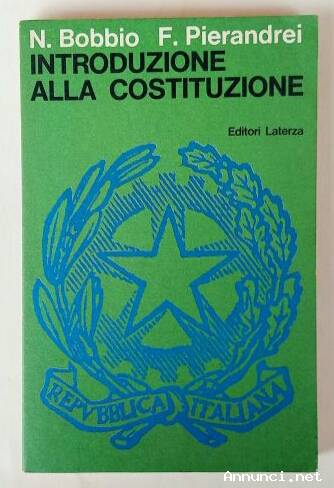 N. Bobbio F. Pierandrei
INTRODUZIONE
ALLA COSTITUZIONE
Editori Laterza
REPVBBLICA ITALIANA
Annunci.net